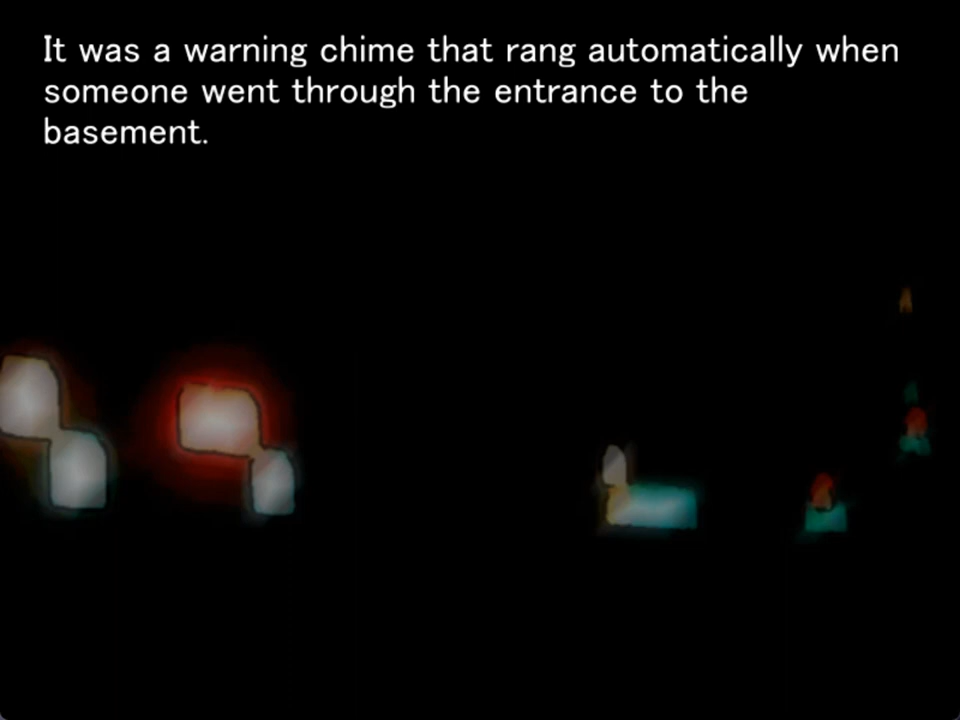 It was a warning chime that rang automatically when
someone went through the entrance to the
basement.